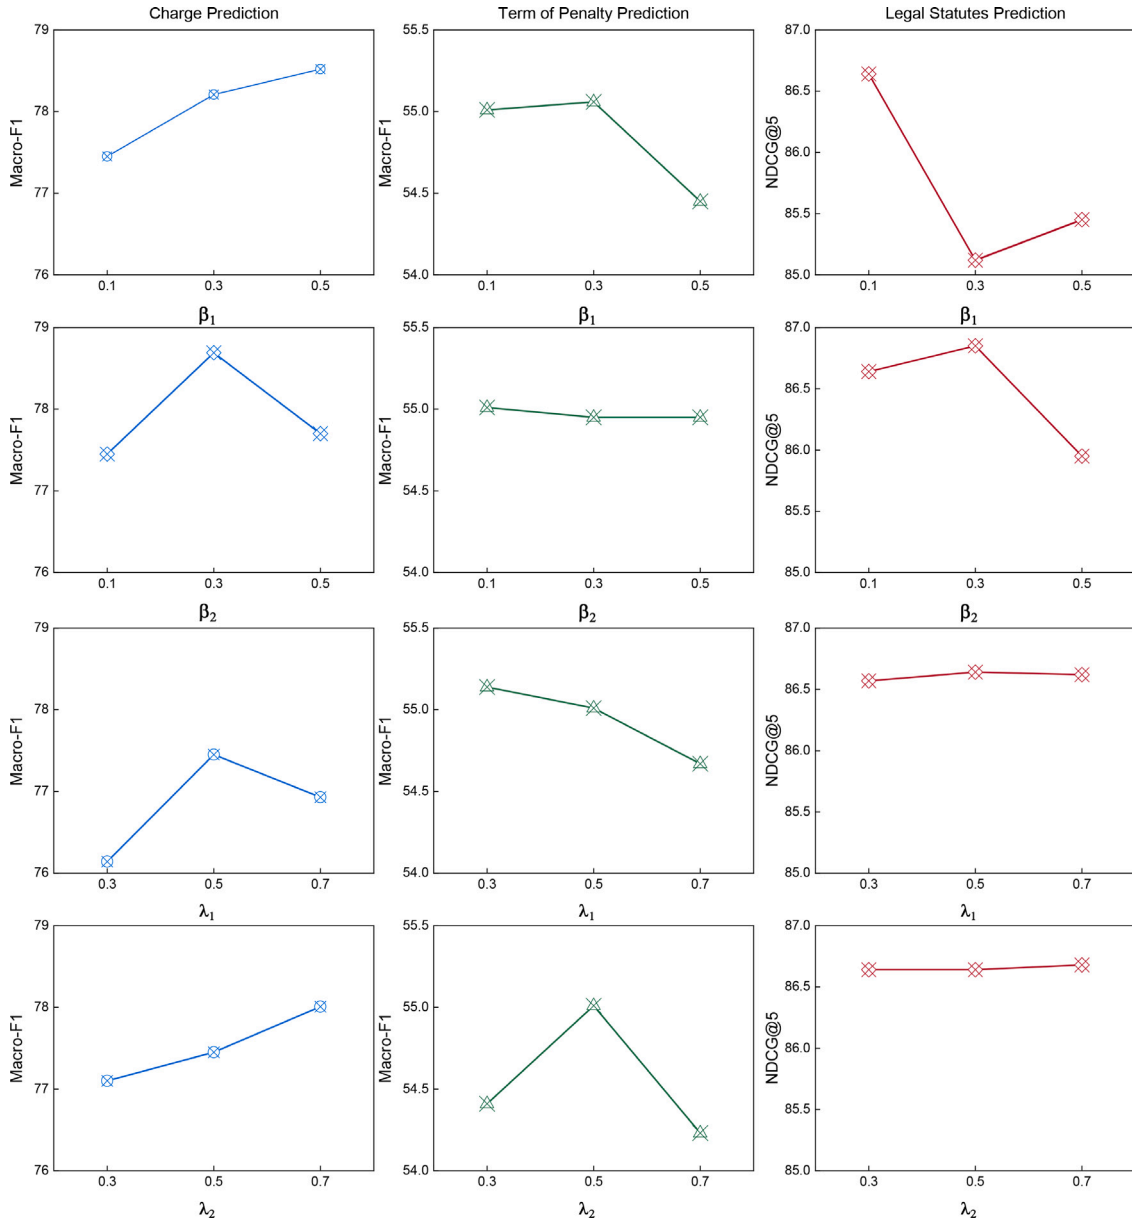 Charge Prediction Term of Penalty Prediction Legal Statutes Prediction
79 55.5 87.0
86.5
78 55.0
Macro-F1 Macro-F1 NDCG@5 86.0
77 54.5
85.5
76 54.0 85.0
0.1 0.3 0.5 0.1 0.3 0.5 0.1 0.3 0.5
β1 β1 β1
79 55.5 87.0
86.5
78 55.0
Macro-F1 Macro-F1 NDCG@5 86.0
77 54.5
85.5
76 54.0 85.0
0.1 0.3 0.5 0.1 0.3 0.5 0.1 0.3 0.5
β2 β2 β2
79 55.5 87.0
86.5
78 55.0
Macro-F1 Macro-F1 NDCG@5 86.0
77 54.5
85.5
76 54.0 85.0
0.3 0.5 0.7 0.3 0.5 0.7 0.3 0.5 0.7
λ1 λ1 λ1
79 55.5 87.0
86.5
78 55.0
Macro-F1 Macro-F1 NDCG@5 86.0
77 54.5
85.5
76 54.0 85.0
0.3 0.5 0.7 0.3 0.5 0.7 0.3 0.5 0.7
λ2 λ2 λ2